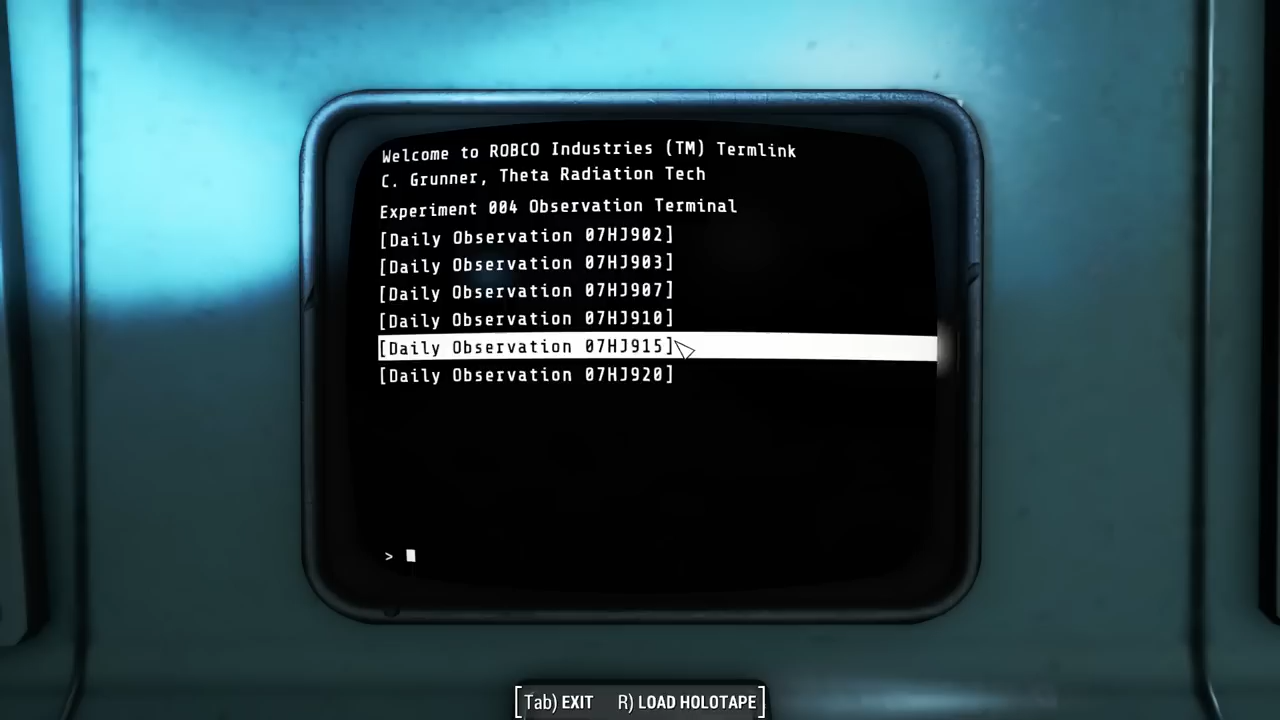 Welcome to ROBCO Industries (TM) Termlink
C. Grunner, Theta Radiation Tech
Experiment 004 Observation Terminal
[Daily Observation 07HJ902]
[Daily Observation 07HJ903]
[Daily Observation 07HJ907]
[Daily Observation 07HJ910]
[Daily Observation 07HJ915]
[Daily Observation 07HJ920]
>
[Tab) EXIT R) LOAD HOLOTAPE]